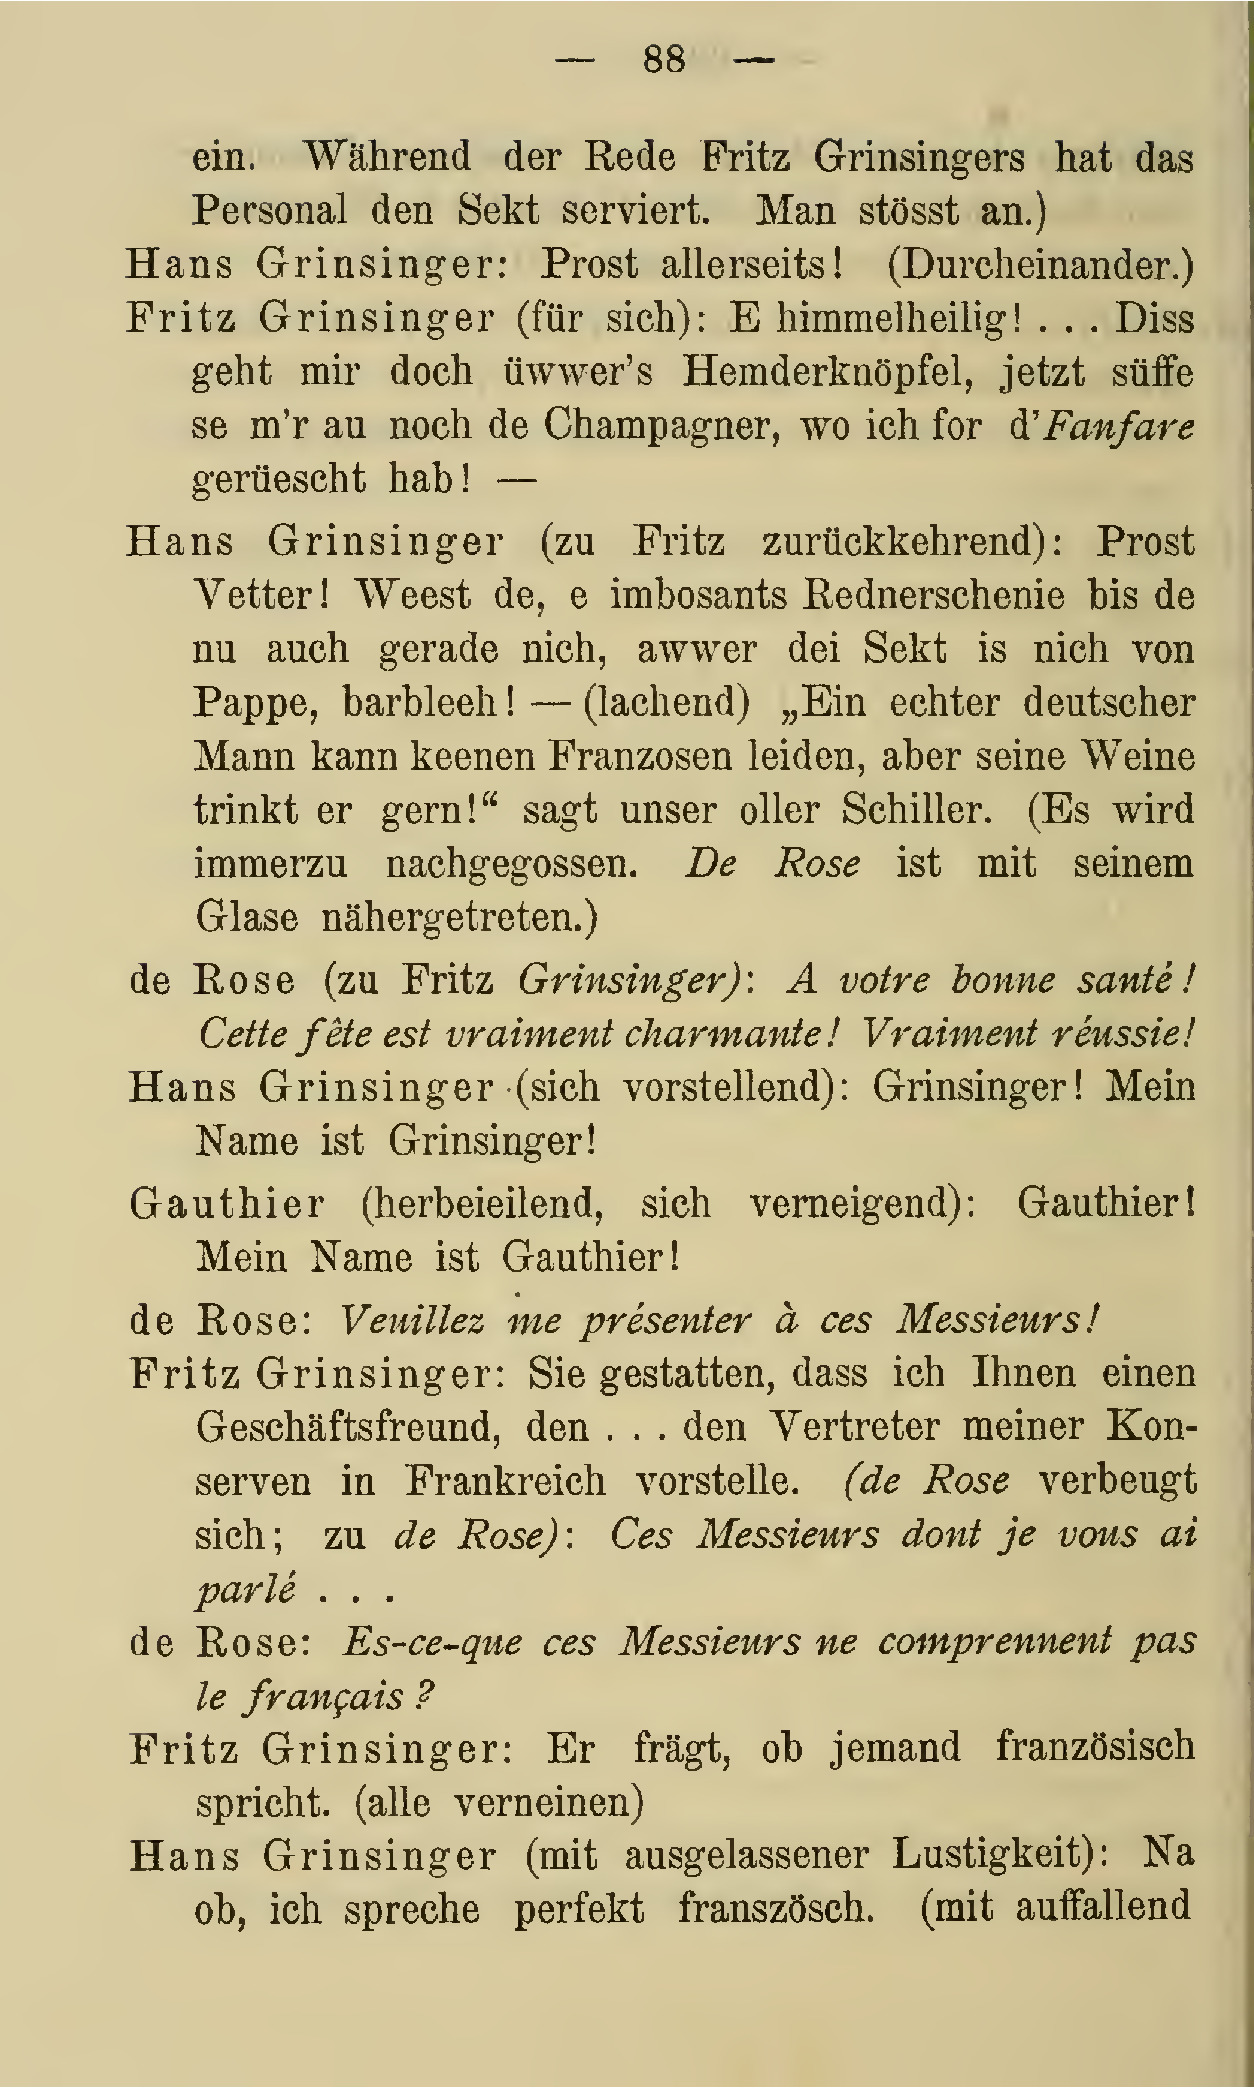 — 88 —
ein. Während der Rede Fritz Grinsingers hat das
Personal den Sekt serviert. Man stösst an.)
Hans Grinsinger: Prost allerseits! (Durcheinander.)
Fritz Grinsinger (für sich): E himmelheilig! . . . Diss
geht mir doch üwwer's Hemderknöpfel, jetzt süffe
se m'r au noch de Champagner, wo ich for d'Fanfare
gerüescht hab! —
Hans Grinsinger (zu Fritz zurückkehrend): Prost
Vetter! Weest de, e imbosants Rednerschenie bis de
nu auch gerade nich, awwer dei Sekt is nich von
Pappe, barbleeh! — (lachend) „Ein echter deutscher
Mann kann keenen Franzosen leiden, aber seine Weine
trinkt er gern!“ sagt unser oller Schiller. (Es wird
immerzu nachgegossen. De Rose ist mit seinem
Glase nähergetreten.)
de Rose (zu Fritz Grinsinger): A votre bonne santé!
Cette fête est vraiment charmante! Vraiment réussie!
Hans Grinsinger (sich vorstellend): Grinsinger! Mein
Name ist Grinsinger!
Gauthier (herbeieilend, sich verneigend): Gauthier!
Mein Name ist Gauthier!
de Rose: Veuillez me présenter à ces Messieurs!
Fritz Grinsinger: Sie gestatten, dass ich Ihnen einen
Geschäftsfreund, den . . . den Vertreter meiner Kon-
serven in Frankreich vorstelle. (de Rose verbeugt
sich; zu de Rose): Ces Messieurs dont je vous ai
parlé . . .
de Rose: Es-ce-que ces Messieurs ne comprennent pas
le français?
Fritz Grinsinger: Er frägt, ob jemand französisch
spricht. (alle verneinen)
Hans Grinsinger (mit ausgelassener Lustigkeit): Na
ob, ich spreche perfekt franszösch. (mit auffallend